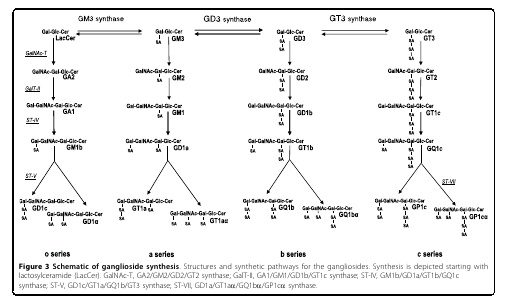 GM3 synthase
GD3 synthase
GT3 synthase
Gal-Glc-Cer
LacCer
Gal-Glc-Cer
SA
GM3
Gal-Glc-Cer
SA
SA
GD3
Gal-Glc-Cer
SA
SA
SA
GT3
GalNAc-T
GalNAc-Gal-Glc-Cer
GA2
GalNAc-Gal-Glc-Cer
SA
GM2
GalNAc-Gal-Glc-Cer
SA
SA
GD2
GalNAc-Gal-Glc-Cer
SA
SA
SA
GT2
GalT-II
Gal-GalNAc-Gal-Glc-Cer
GA1
Gal-GalNAc-Gal-Glc-Cer
SA
GM1
Gal-GalNAc-Gal-Glc-Cer
SA
SA
GD1b
Gal-GalNAc-Gal-Glc-Cer
SA
SA
SA
GT1c
ST-IV
Gal-GalNAc-Gal-Glc-Cer
SA
GM1b
Gal-GalNAc-Gal-Glc-Cer
SA
SA
GD1a
Gal-GalNAc-Gal-Glc-Cer
SA
SA
SA
GT1b
Gal-GalNAc-Gal-Glc-Cer
SA
SA
SA
SA
GQ1c
ST-V
ST-VII
Gal-GalNAc-Gal-Glc-Cer
SA
SA
GD1c
Gal-GalNAc-Gal-Glc-Cer
SA
SA
GD1α
Gal-GalNAc-Gal-Glc-Cer
SA
SA
SA
GT1a
Gal-GalNAc-Gal-Glc-Cer
SA
SA
SA
GT1aα
Gal-GalNAc-Gal-Glc-Cer
SA
SA
SA
SA
GQ1b
Gal-GalNAc-Gal-Glc-Cer
SA
SA
SA
SA
GQ1bα
Gal-GalNAc-Gal-Glc-Cer
SA
SA
SA
SA
SA
GP1c
Gal-GalNAc-Gal-Glc-Cer
SA
SA
SA
SA
SA
GP1cα
o series
a series
b series
c series
Figure 3 Schematic of ganglioside synthesis. Structures and synthetic pathways for the gangliosides. Synthesis is depicted starting with
lactosylceramide (LacCer). GalNAc-T, GA2/GM2/GD2/GT2 synthase; GalT-II, GA1/GM1/GD1b/GT1c synthase; ST-IV, GM1b/GD1a/GT1b/GQ1c
synthase; ST-V, GD1c/GT1a/GQ1b/GT3 synthase; ST-VII, GD1a/GT1aα/GQ1bα/GP1cα synthase.